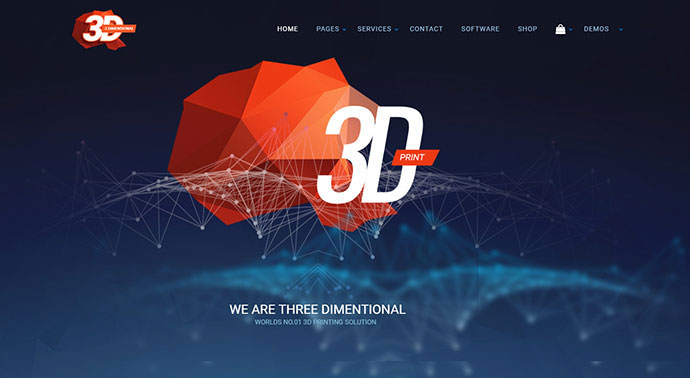 3D
3 DIMENSIONAL
HOME PAGES SERVICES CONTACT SOFTWARE SHOP DEMOS
3D
PRINT
WE ARE THREE DIMENTIONAL
WORLDS NO.01 3D PRINTING SOLUTION